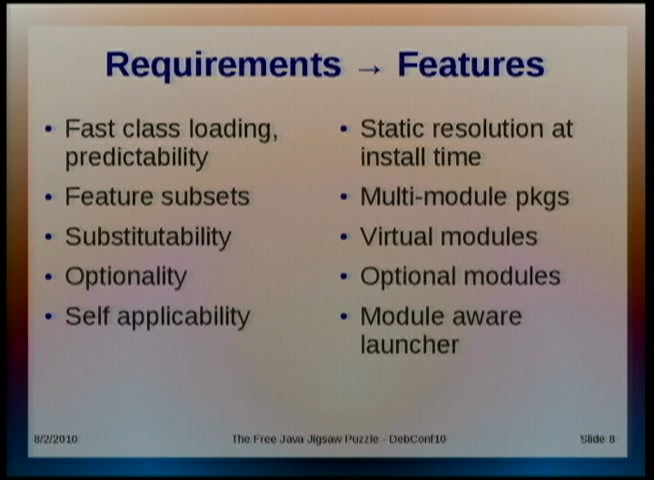 Requirements → Features
• Fast class loading,
predictability
• Feature subsets
• Substitutability
• Optionality
• Self applicability
• Static resolution at
install time
• Multi-module pkgs
• Virtual modules
• Optional modules
• Module aware
launcher
8/2/2010
The Free Java Jigsaw Puzzle - DebConf10
Slide 8